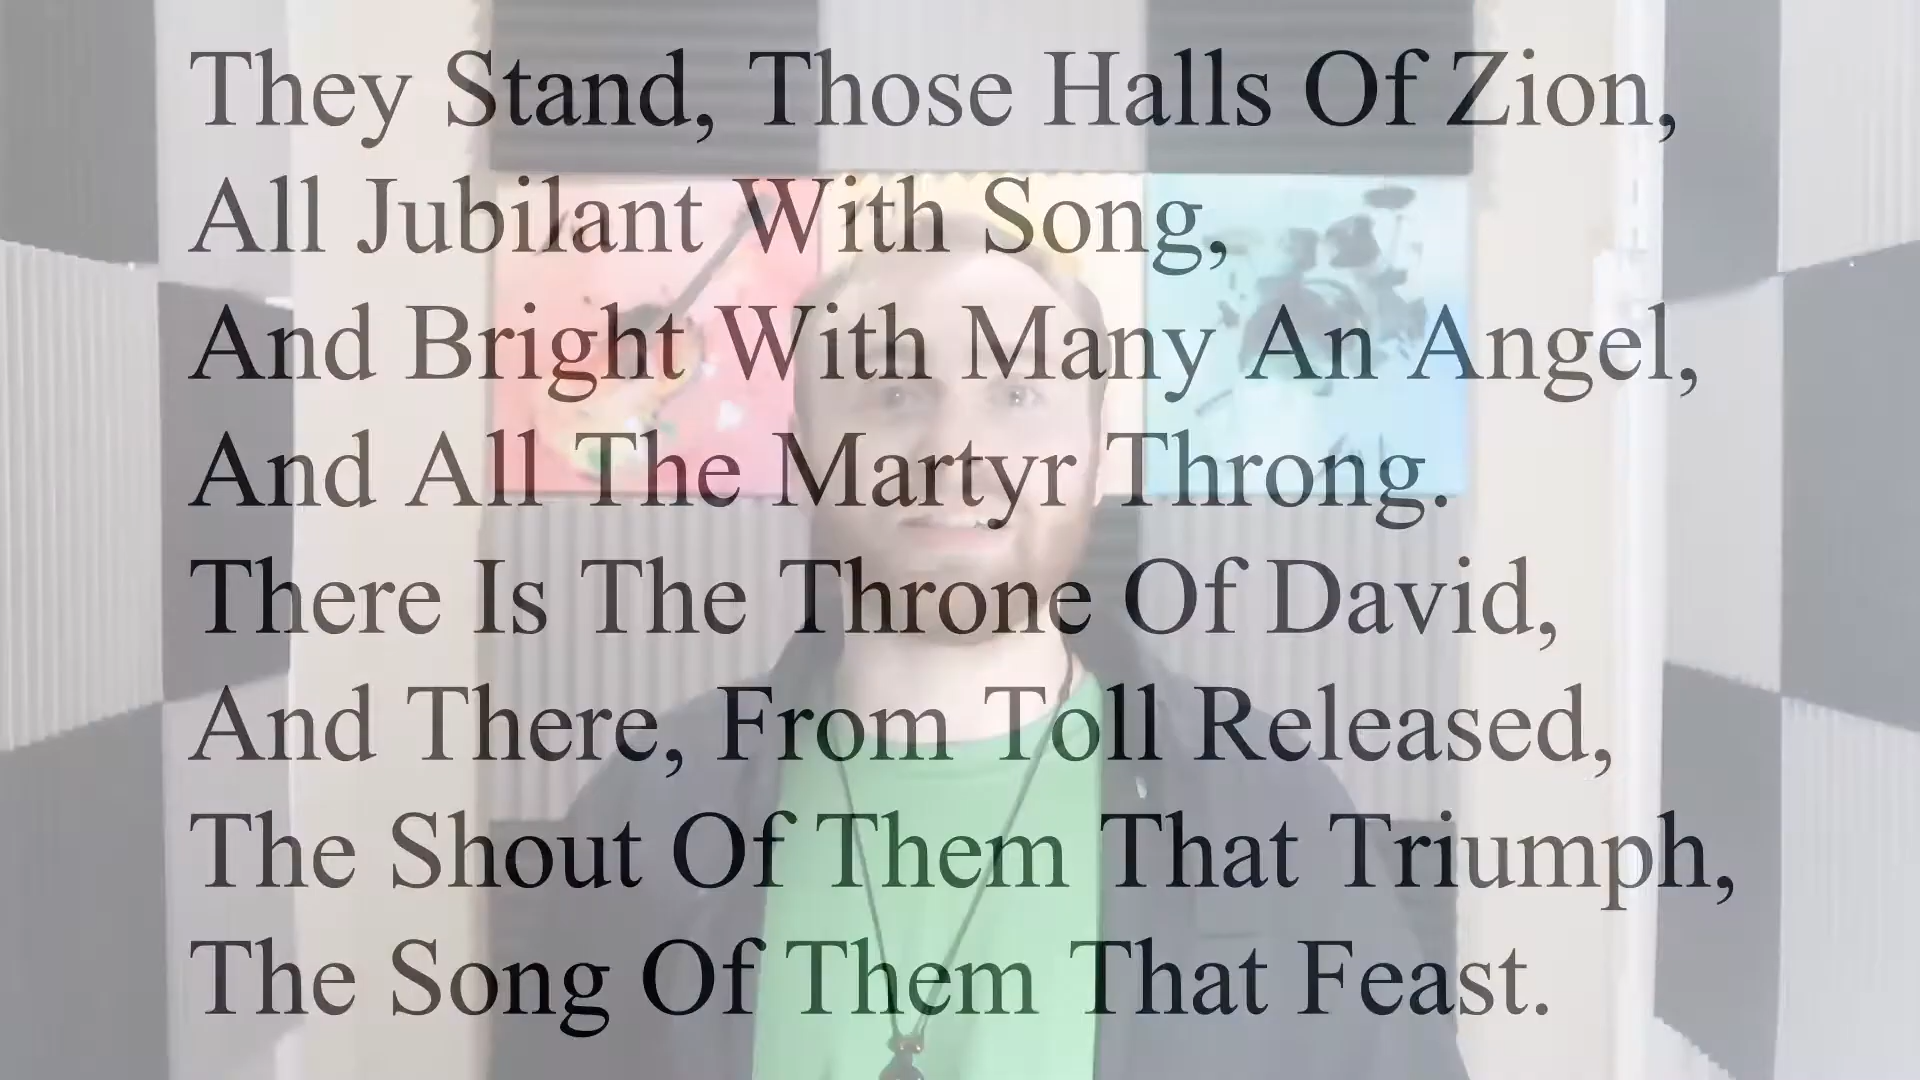 They Stand, Those Halls Of Zion,
All Jubilant With Song,
And Bright With Many An Angel,
And All The Martyr Throng.
There Is The Throne Of David,
And There, From Toll Released,
The Shout Of Them That Triumph,
The Song Of Them That Feast.